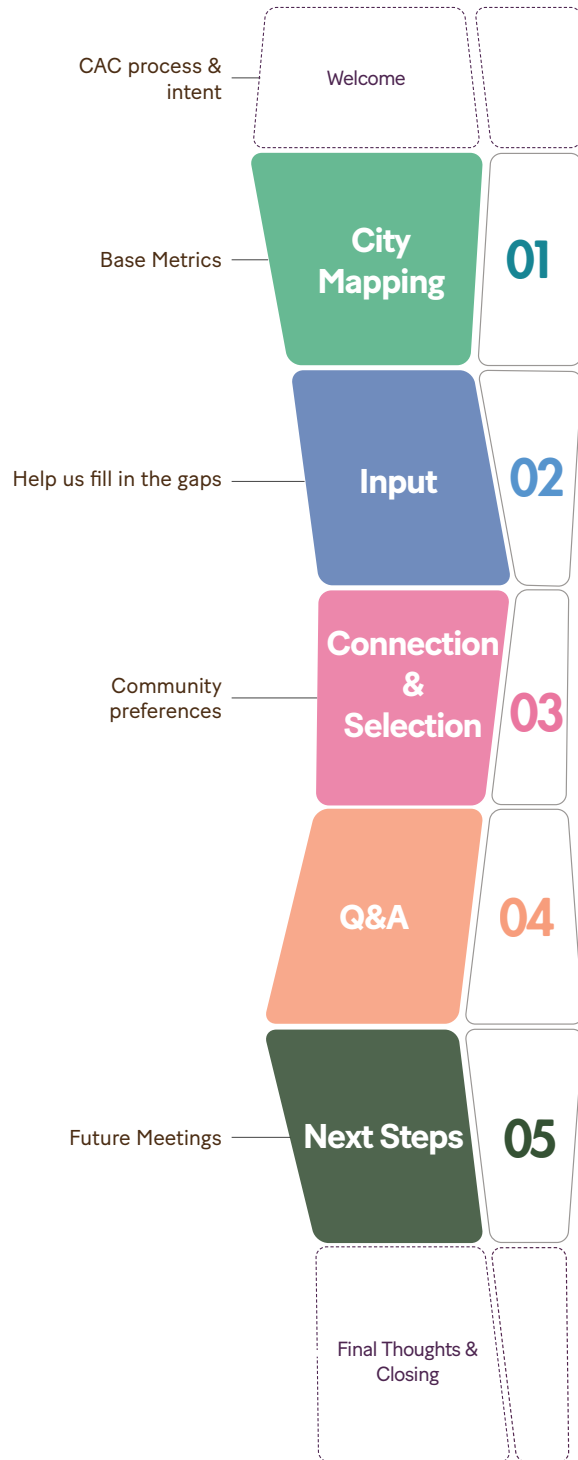 CAC process &
intent
Welcome
Base Metrics
City
Mapping
01
Help us fill in the gaps
Input
02
Community
preferences
Connection
&
Selection
03
Q&A
04
Future Meetings
Next Steps
05
Final Thoughts &
Closing